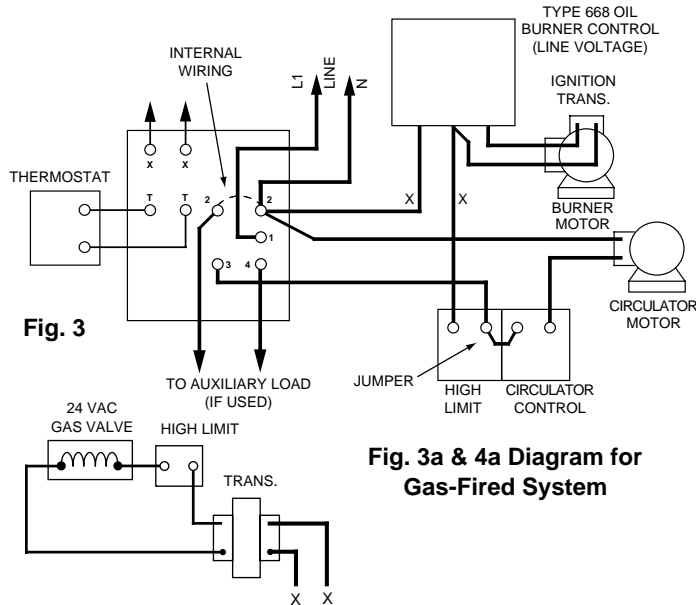 TYPE 668 OIL
BURNER CONTROL
(LINE VOLTAGE)
INTERNAL
WIRING
L1
LINE
N
IGNITION
TRANS.
X
X
THERMOSTAT
T
T
2
2
X
X
BURNER
MOTOR
1
3
4
Fig. 3
CIRCULATOR
MOTOR
JUMPER
HIGH
LIMIT
CIRCULATOR
CONTROL
TO AUXILIARY LOAD
(IF USED)
24 VAC
GAS VALVE
HIGH LIMIT
TRANS.
Fig. 3a & 4a Diagram for
Gas-Fired System
X
X